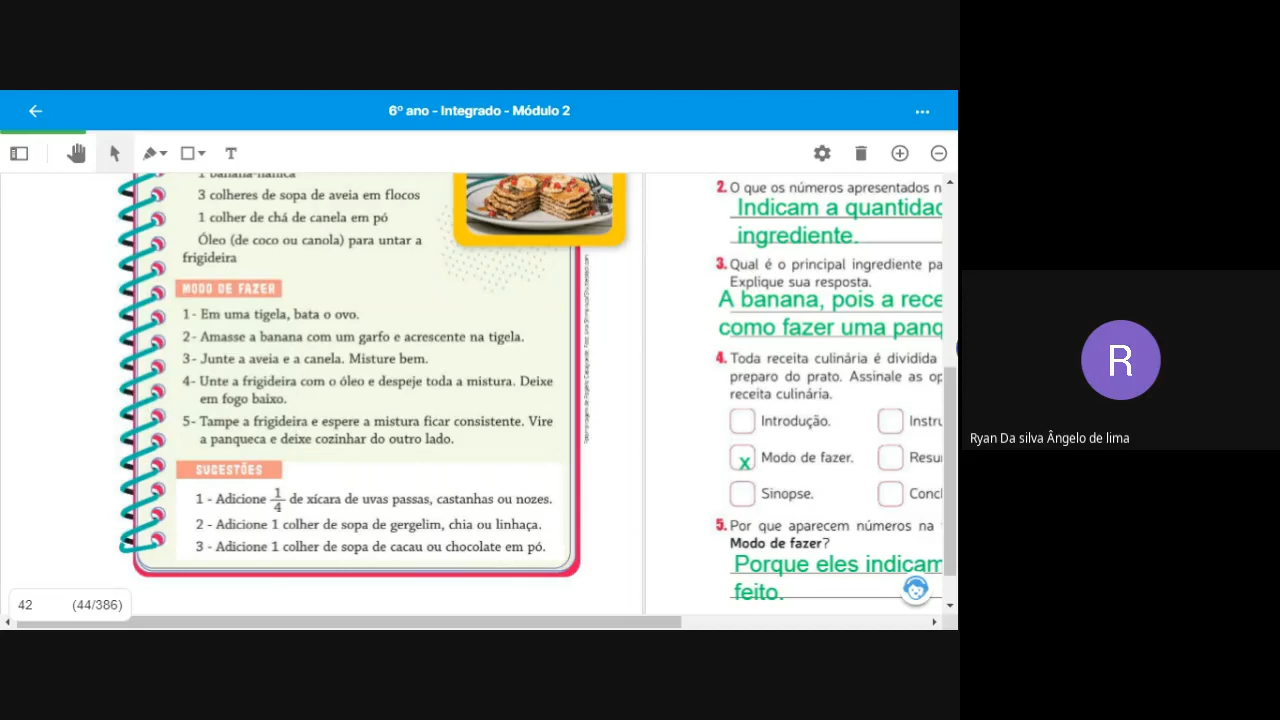 6º ano - Integrado - Módulo 2
1 banana-nanica
3 colheres de sopa de aveia em flocos
1 colher de chá de canela em pó
Óleo (de coco ou canola) para untar a
frigideira
MODO DE FAZER
1- Em uma tigela, bata o ovo.
2- Amasse a banana com um garfo e acrescente na tigela.
3- Junte a aveia e a canela. Misture bem.
4- Unte a frigideira com o óleo e despeje toda a mistura. Deixe
em fogo baixo.
5- Tampe a frigideira e espere a mistura ficar consistente. Vire
a panqueca e deixe cozinhar do outro lado.
SUGESTÕES
1 - Adicione 1/4 de xícara de uvas passas, castanhas ou nozes.
2 - Adicione 1 colher de sopa de gergelim, chia ou linhaça.
3 - Adicione 1 colher de sopa de cacau ou chocolate em pó.
42 (44/386)
2. O que os números apresentados n
Indicam a quantidac
ingrediente.
3. Qual é o principal ingrediente pa
Explique sua resposta.
A banana, pois a rece
como fazer uma panq
4. Toda receita culinária é dividida
preparo do prato. Assinale as op
receita culinária.
Introdução. Instru
x Modo de fazer. Resu
Sinopse. Concl
5. Por que aparecem números na
Modo de fazer?
Porque eles indicam
feito.
R
Ryan Da silva Ângelo de lima